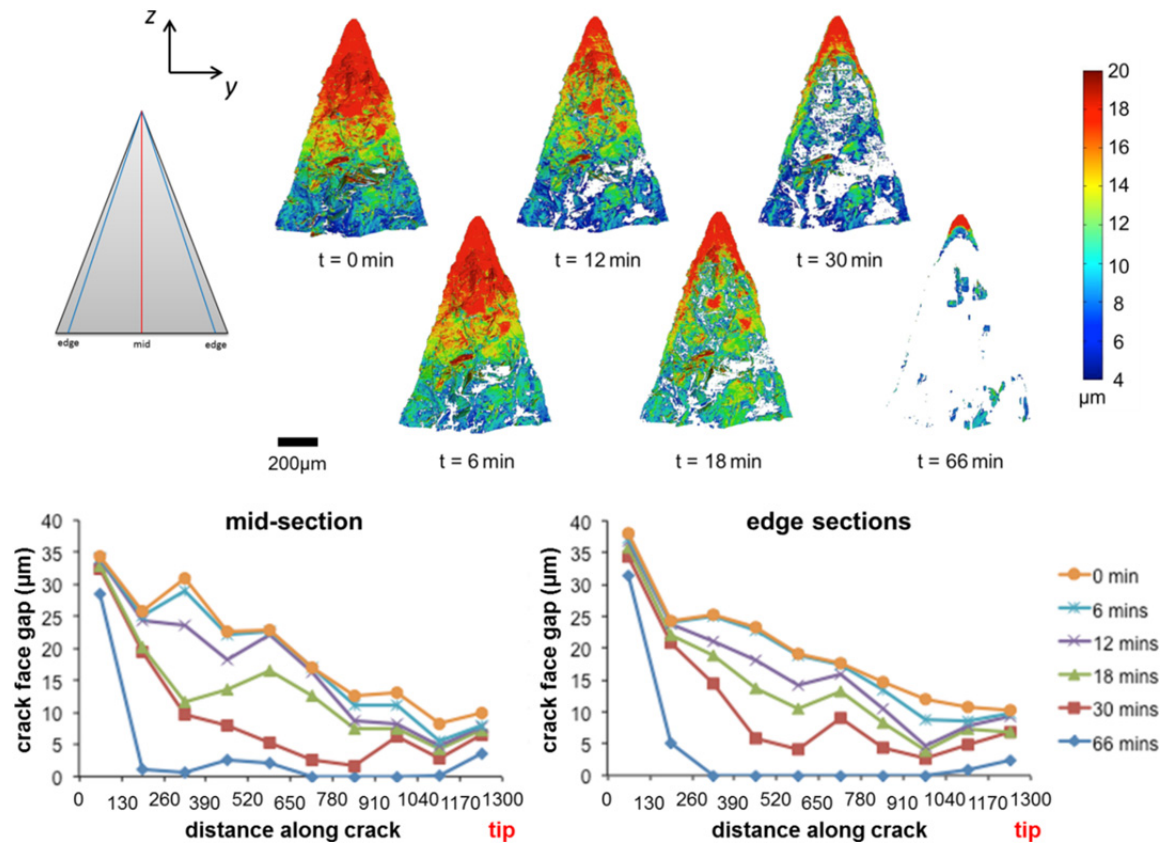 z
y
edge mid edge
t = 0 min
t = 12 min
t = 30 min
200µm
t = 6 min
t = 18 min
t = 66 min
20
18
16
14
12
10
8
6
4
µm
mid-section
crack face gap (µm)
40
35
30
25
20
15
10
5
0
0 130 260 390 520 650 780 910 1040 1170 1300
distance along crack tip
edge sections
crack face gap (µm)
40
35
30
25
20
15
10
5
0
0 130 260 390 520 650 780 910 1040 1170 1300
distance along crack tip
0 min
6 mins
12 mins
18 mins
30 mins
66 mins